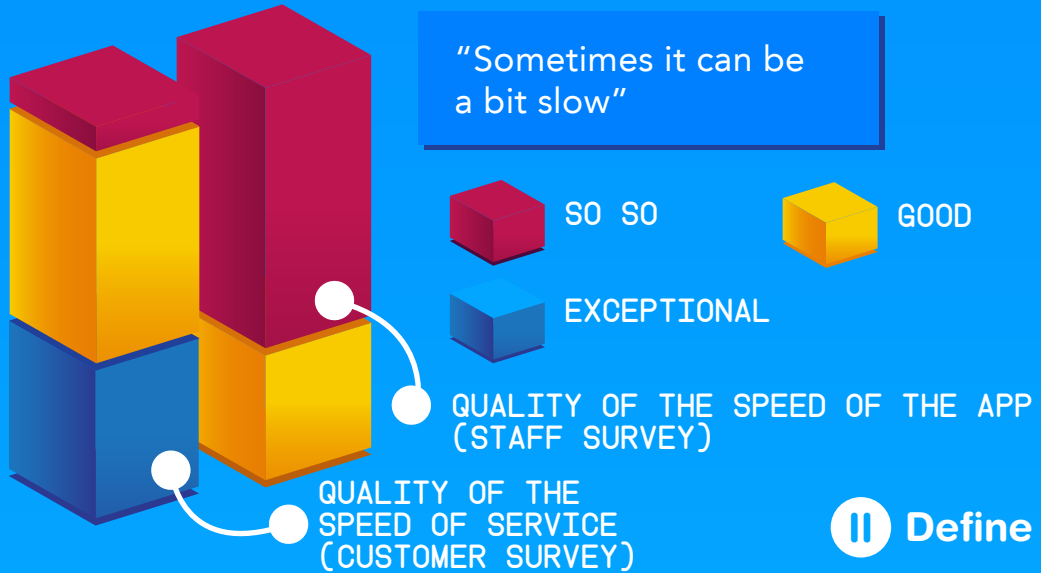 “Sometimes it can be
a bit slow”
SO SO
GOOD
EXCEPTIONAL
QUALITY OF THE SPEED OF THE APP
(STAFF SURVEY)
QUALITY OF THE
SPEED OF SERVICE
(CUSTOMER SURVEY)
II Define